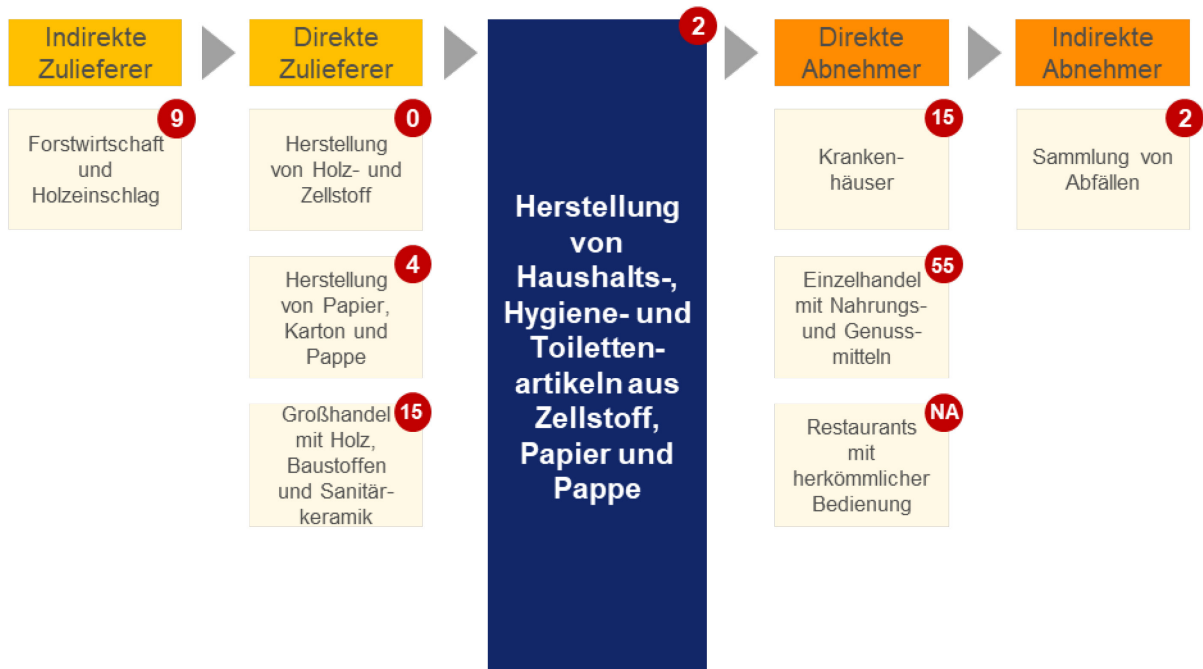 Indirekte
Zulieferer
Direkte
Zulieferer
2
Direkte
Abnehmer
Indirekte
Abnehmer
9
Forstwirtschaft
und
Holzeinschlag
0
Herstellung
von Holz- und
Zellstoff
4
Herstellung
von Papier,
Karton und
Pappe
15
Großhandel
mit Holz,
Baustoffen
und Sanitär-
keramik
Herstellung
von
Haushalts-,
Hygiene- und
Toiletten-
artikeln aus
Zellstoff,
Papier und
Pappe
15
Kranken-
häuser
55
Einzelhandel
mit Nahrungs-
und Genuss-
mitteln
NA
Restaurants
mit
herkömmlicher
Bedienung
2
Sammlung von
Abfällen